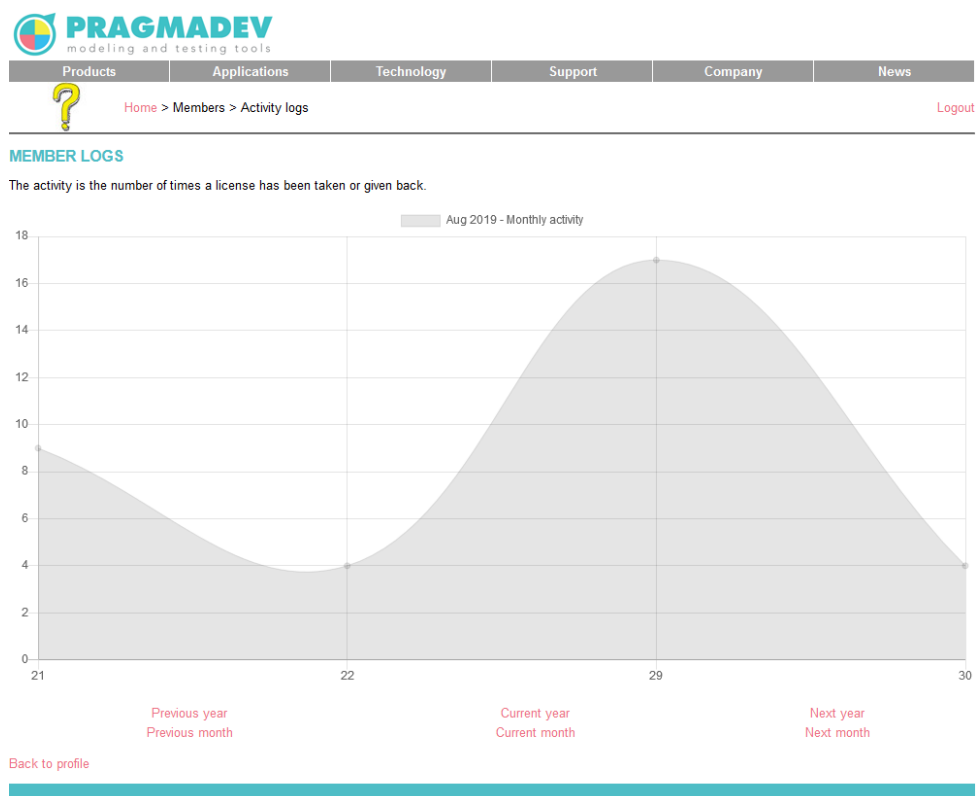 PRAGMADEV
modeling and testing tools
Products Applications Technology Support Company News
Home > Members > Activity logs Logout
MEMBER LOGS
The activity is the number of times a license has been taken or given back.
Aug 2019 - Monthly activity
18
16
14
12
10
8
6
4
2
0
21 22 29 30
Previous year Current year Next year
Previous month Current month Next month
Back to profile